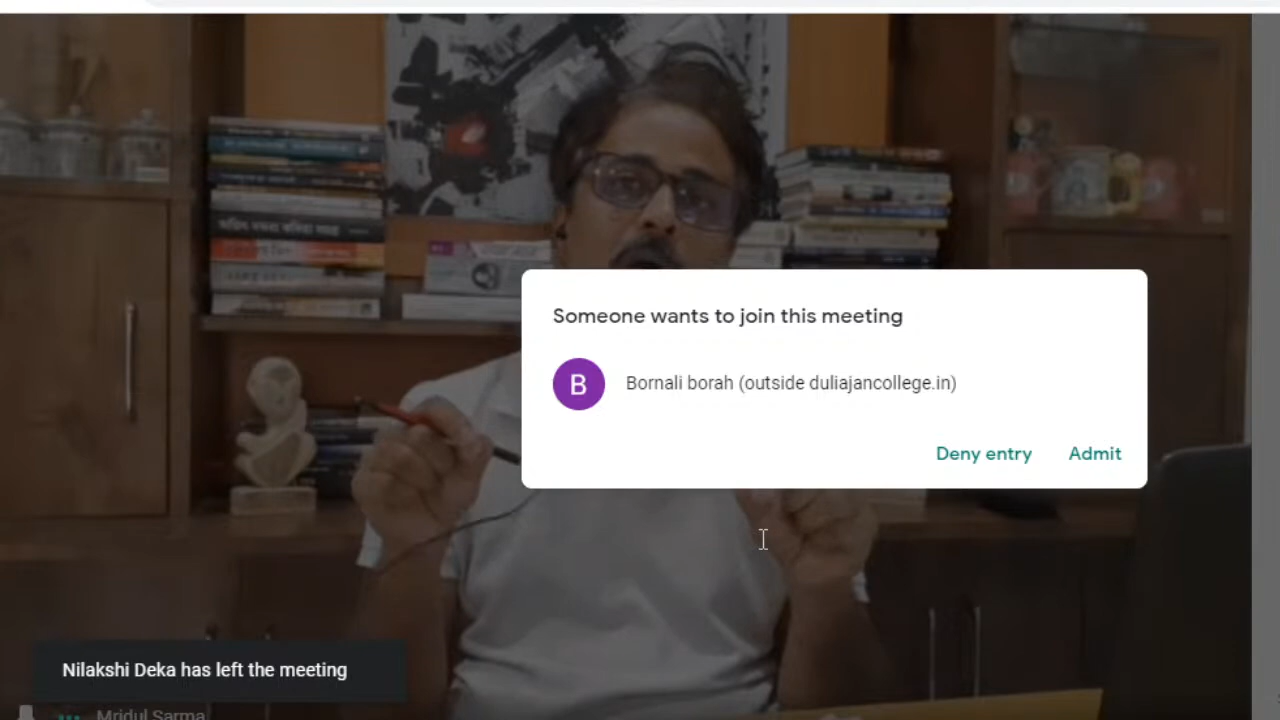 Someone wants to join this meeting
B
Bornali borah (outside duliajancollege.in)
Deny entry
Admit
Nilakshi Deka has left the meeting
Mridul Sarma